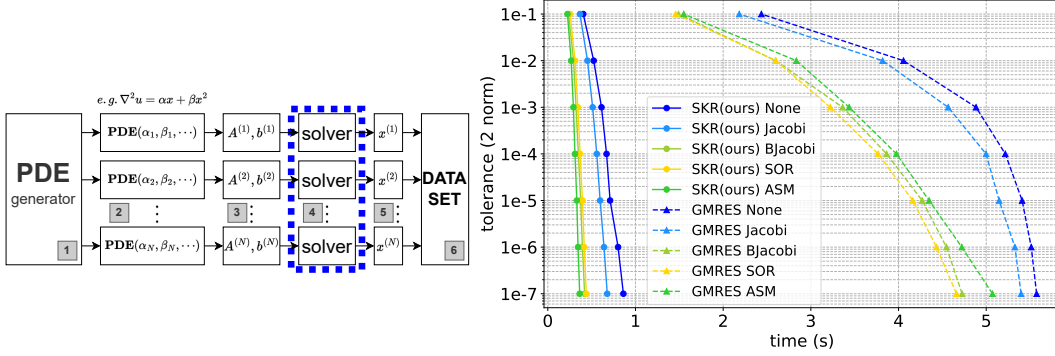 e.g.∇²u = αx + βx²
PDE
generator
1
PDE(α₁, β₁, ⋯)
A⁽¹⁾, b⁽¹⁾
solver
x⁽¹⁾
PDE(α₂, β₂, ⋯)
A⁽²⁾, b⁽²⁾
solver
x⁽²⁾
2 ⋮
3 ⋮
4 ⋮
5 ⋮
PDE(α_N, β_N, ⋯)
A⁽ᴺ⁾, b⁽ᴺ⁾
solver
x⁽ᴺ⁾
DATA
SET
6
tolerance (2 norm)
1e-1
1e-2
1e-3
1e-4
1e-5
1e-6
1e-7
SKR(ours) None
SKR(ours) Jacobi
SKR(ours) BJacobi
SKR(ours) SOR
SKR(ours) ASM
GMRES None
GMRES Jacobi
GMRES BJacobi
GMRES SOR
GMRES ASM
0 1 2 3 4 5
time (s)